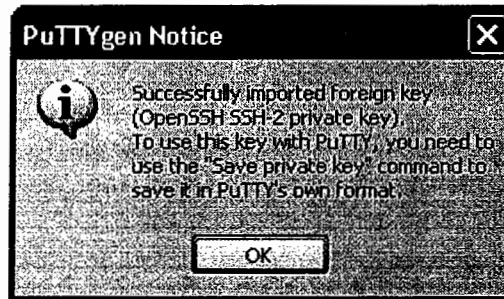 PuTTYgen Notice
Successfully imported foreign key
(OpenSSH SSH-2 private key).
To use this key with PuTTY, you need to
use the "Save private key" command to
save it in PuTTY's own format.
OK